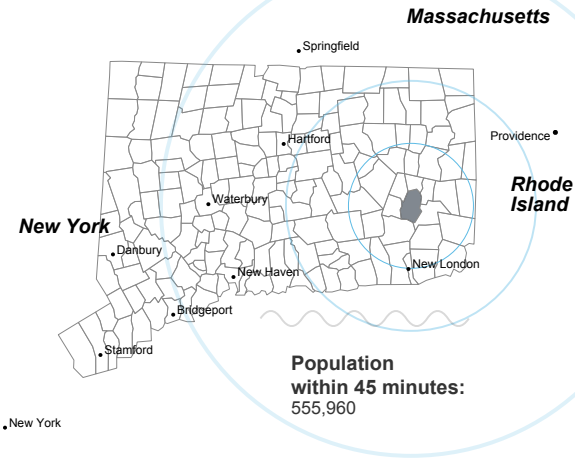 Massachusetts
Springfield
Hartford
Providence
Rhode
Island
Waterbury
New York
Danbury
New Haven
New London
Bridgeport
Stamford
Population
within 45 minutes:
555,960
New York